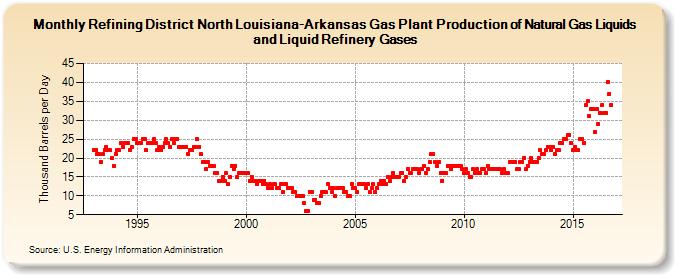 Monthly Refining District North Louisiana-Arkansas Gas Plant Production of Natural Gas Liquids
and Liquid Refinery Gases
Thousand Barrels per Day
45
40
35
30
25
20
15
10
5
1995 2000 2005 2010 2015
Source: U.S. Energy Information Administration